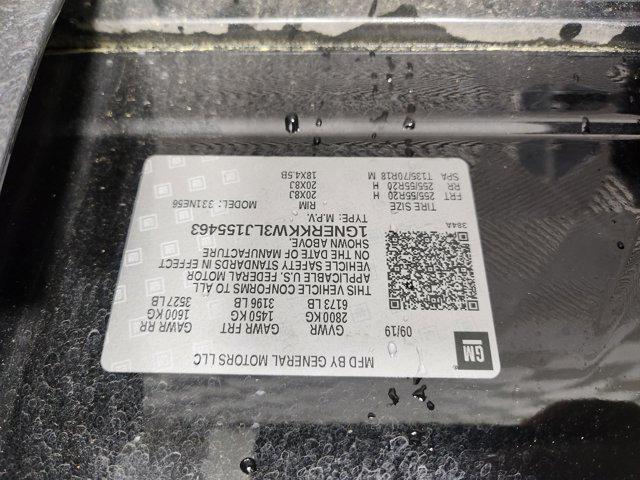 MFD BY GENERAL MOTORS LLC
GM
09/19 GVWR GAWR FRT GAWR RR
2800 KG 1450 KG 1600 KG
6173 LB 3196 LB 3527 LB
THIS VEHICLE CONFORMS TO ALL
APPLICABLE U.S. FEDERAL MOTOR
VEHICLE SAFETY STANDARDS IN EFFECT
ON THE DATE OF MANUFACTURE
SHOWN ABOVE.
1GNERKKW3LJ155463
TYPE: M.P.V. MODEL: 331NE56
384A
TIRE SIZE RIM
FRT 255/55R20 H 20X8J
RR 255/55R20 H 20X8J
SPA T135/70R18 M 18X4.5B